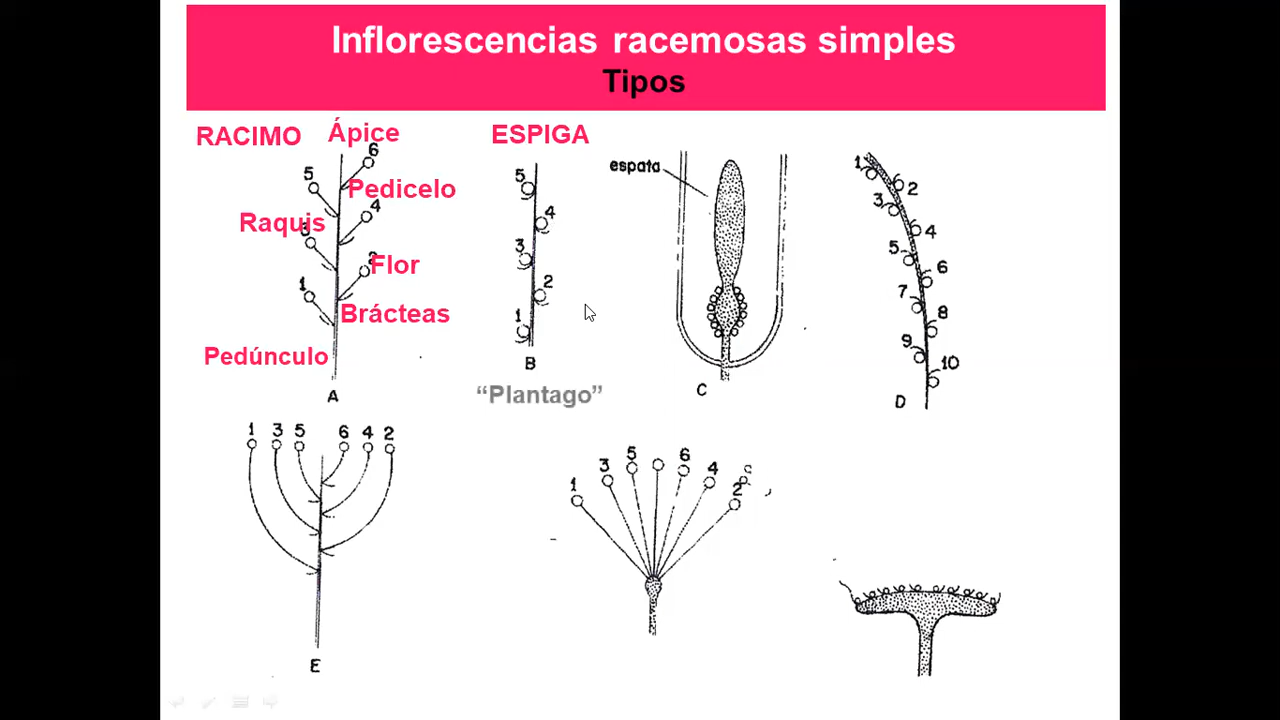 Inflorescencias racemosas simples
Tipos
RACIMO
Ápice
6
5
Pedicelo
4
Raquis
3
2
Flor
1
Brácteas
Pedúnculo
A
ESPIGA
5
4
3
2
1
B
“Plantago”
espata
C
1
2
3
4
5
6
7
8
9
10
D
1 3 5 6 4 2
E
1 3 5 6 4 2